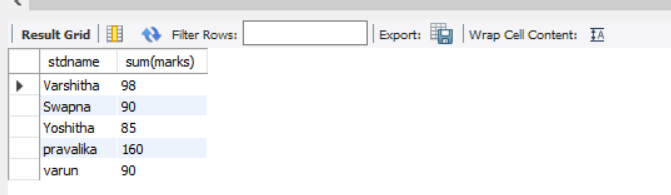 Result Grid Filter Rows: Export: Wrap Cell Content: IA
stdname sum(marks)
Varshitha 98
Swapna 90
Yoshitha 85
pravalika 160
varun 90